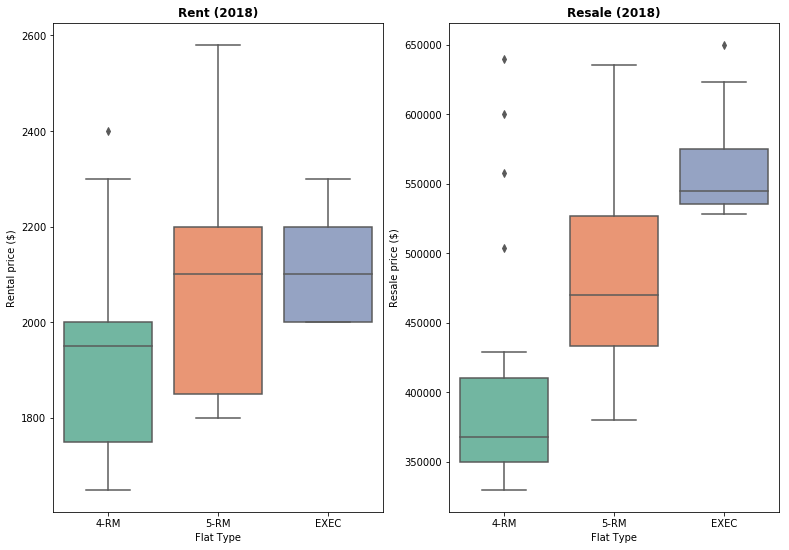 Rent (2018)
Rental price ($)
2600
2400
2200
2000
1800
4-RM
5-RM
EXEC
Flat Type
Resale (2018)
Resale price ($)
650000
600000
550000
500000
450000
400000
350000
4-RM
5-RM
EXEC
Flat Type